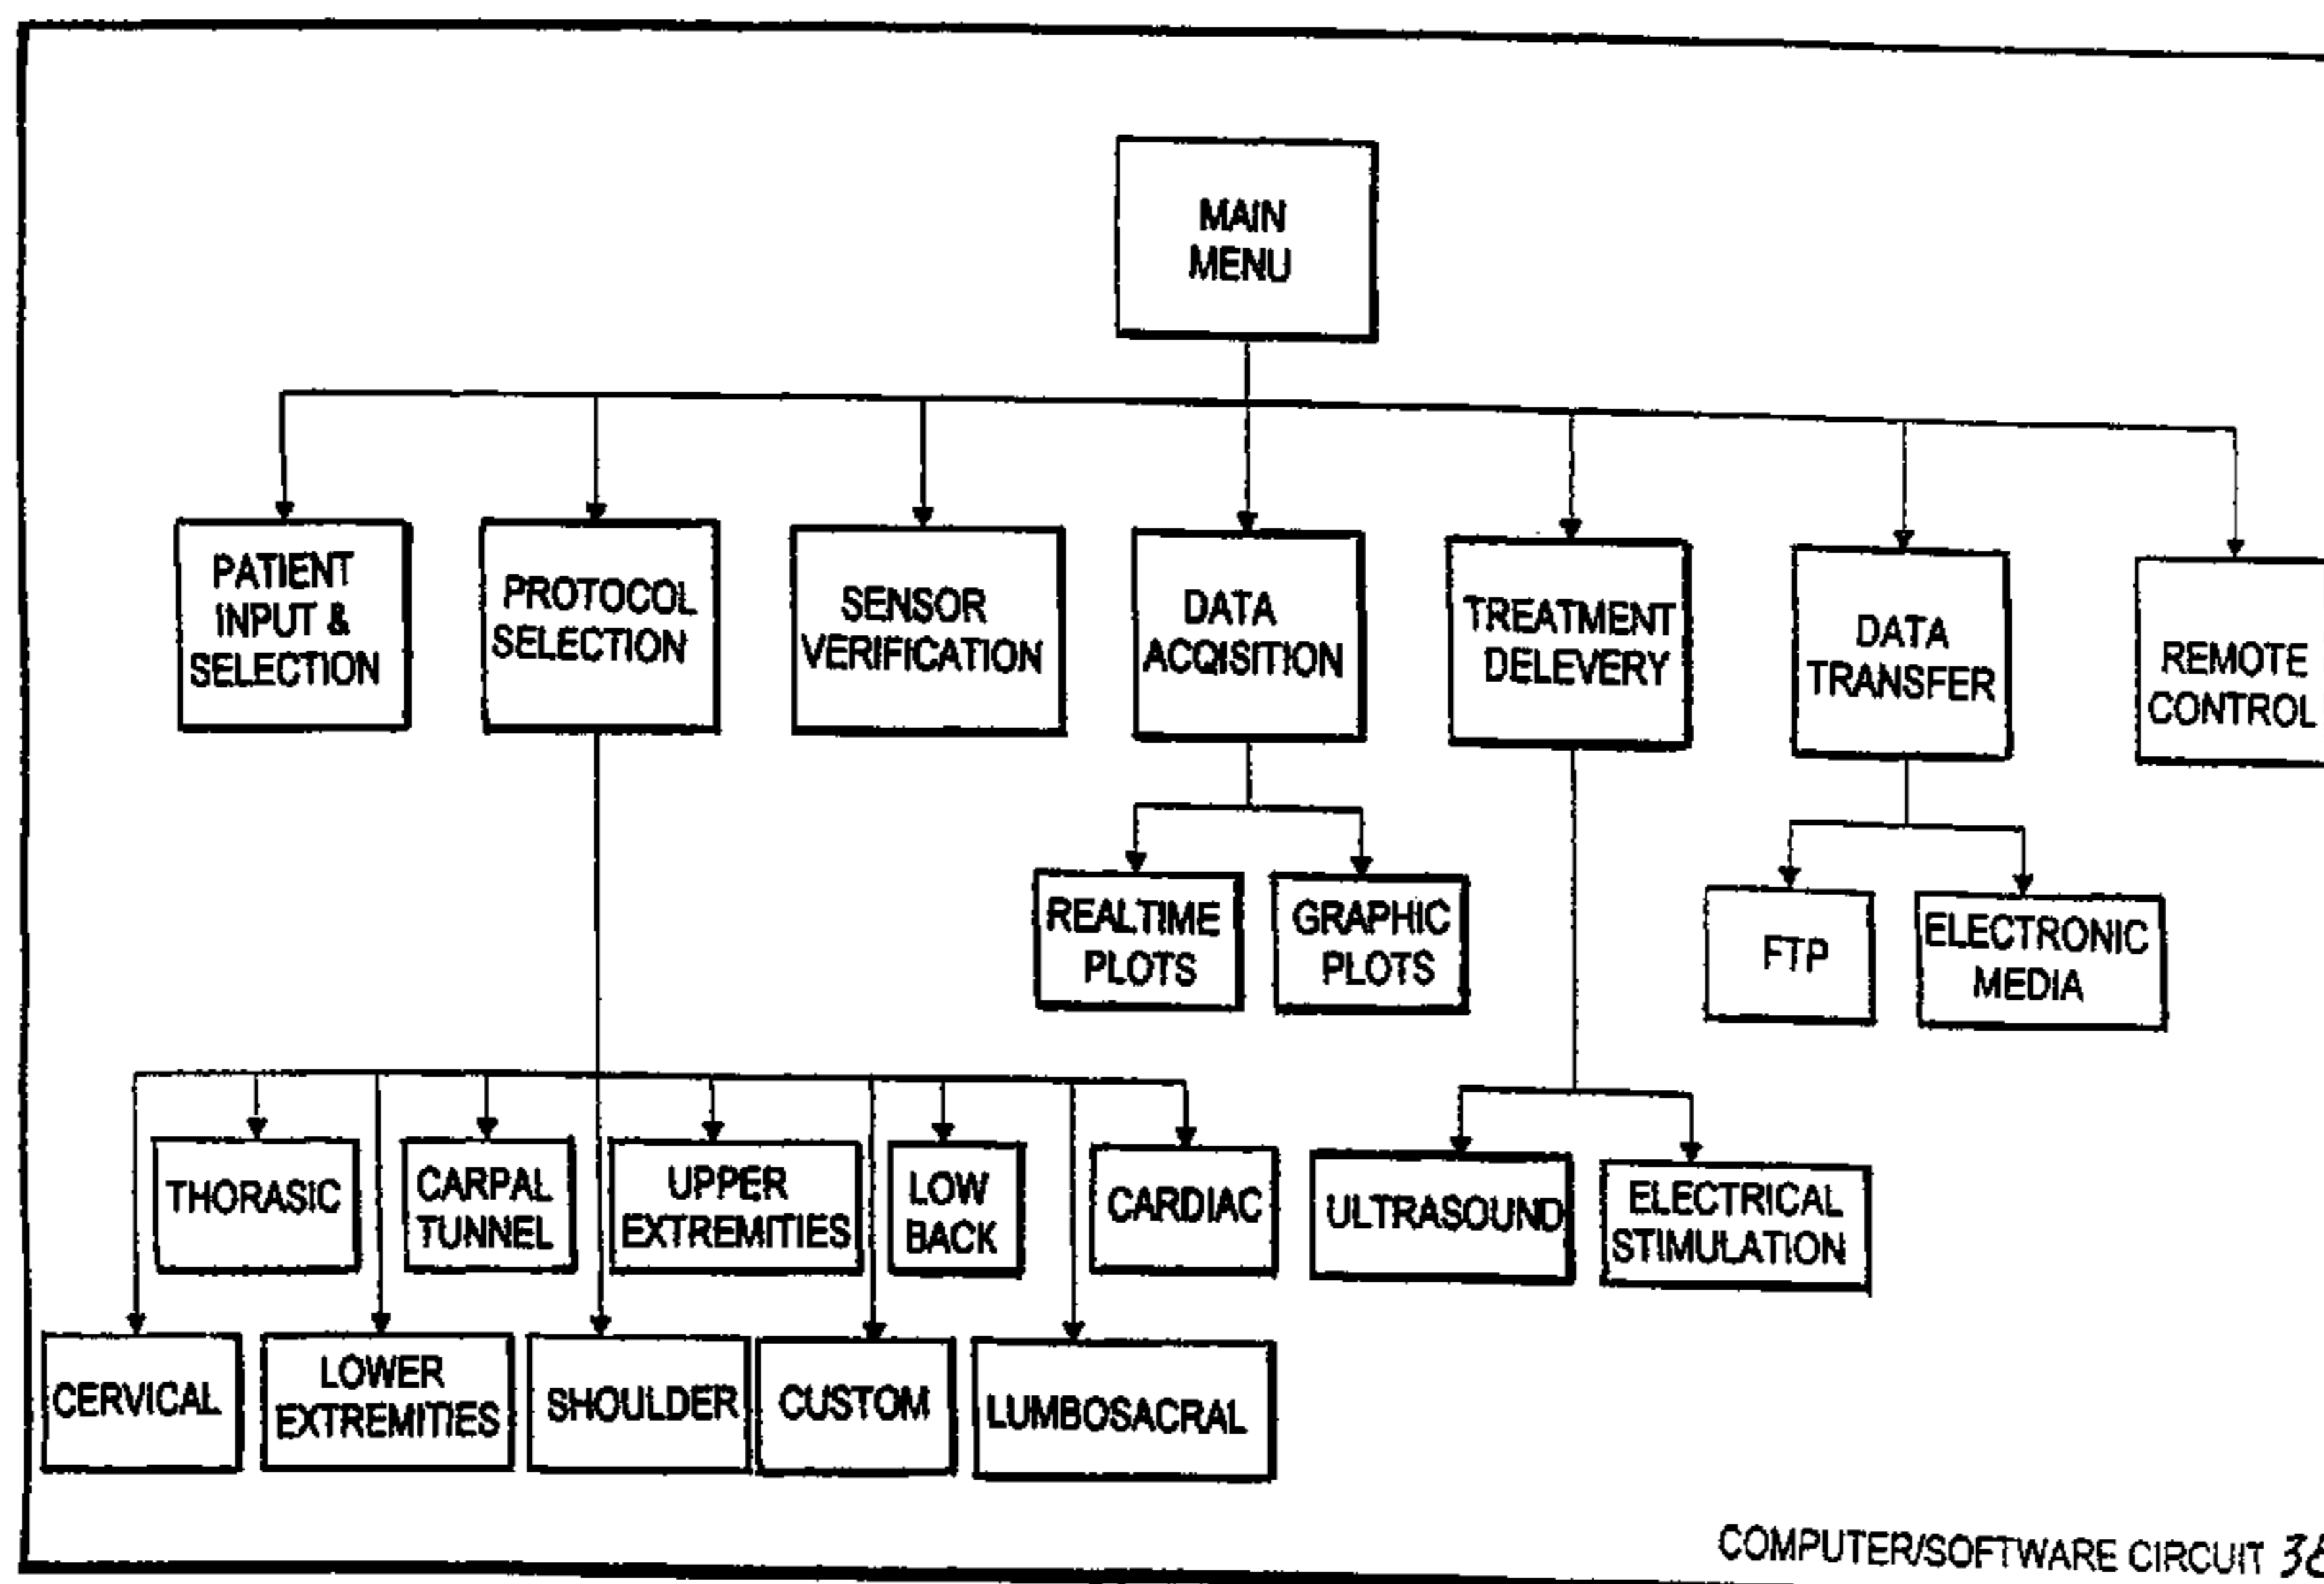 MAIN
MENU
PATIENT
INPUT &
SELECTION
PROTOCOL
SELECTION
SENSOR
VERIFICATION
DATA
ACQISITION
TREATMENT
DELEVERY
DATA
TRANSFER
REMOTE
CONTROL
REALTIME
PLOTS
GRAPHIC
PLOTS
FTP
ELECTRONIC
MEDIA
THORASIC
CARPAL
TUNNEL
UPPER
EXTREMITIES
LOW
BACK
CARDIAC
ULTRASOUND
ELECTRICAL
STIMULATION
CERVICAL
LOWER
EXTREMITIES
SHOULDER
CUSTOM
LUMBOSACRAL
COMPUTER/SOFTWARE CIRCUIT 38